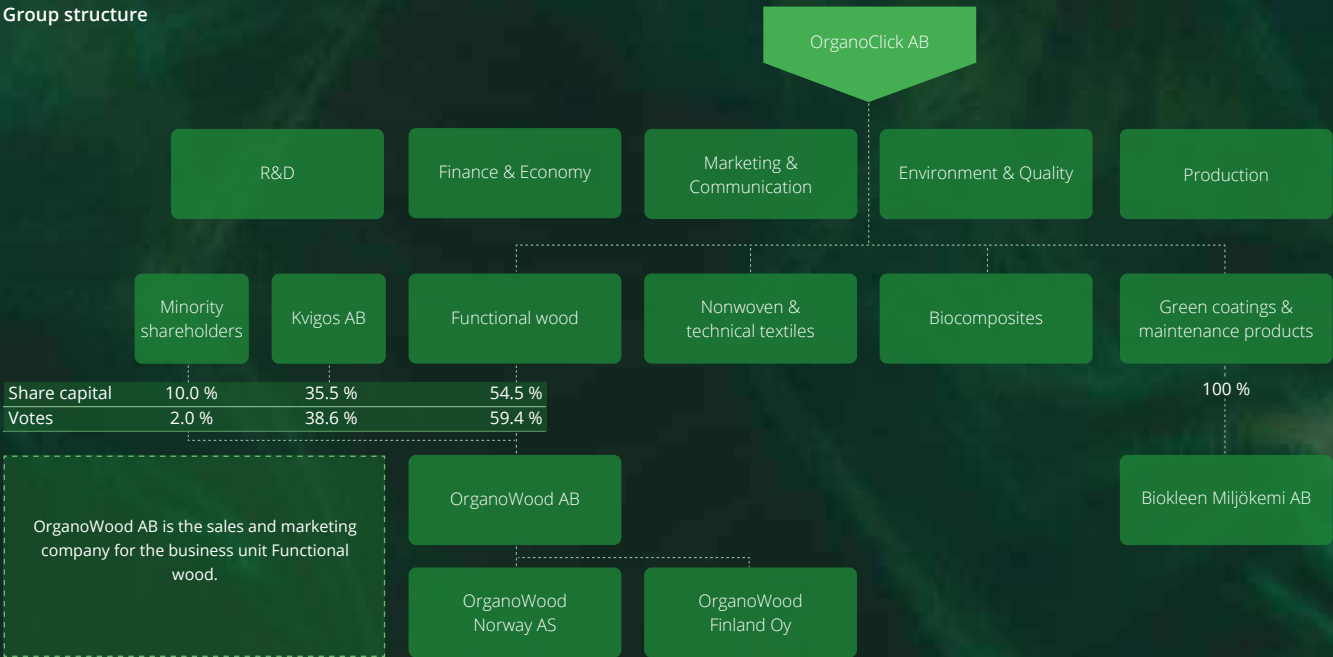 Group structure
OrganoClick AB
R&D
Finance & Economy
Marketing &
Communication
Environment & Quality
Production
Minority
shareholders
Kvigos AB
Functional wood
Nonwoven &
technical textiles
Biocomposites
Green coatings &
maintenance products
Share capital 10.0 % 35.5 % 54.5 %
Votes 2.0 % 38.6 % 59.4 %
100 %
OrganoWood AB is the sales and marketing
company for the business unit Functional
wood.
OrganoWood AB
Biokleen Miljökemi AB
OrganoWood
Norway AS
OrganoWood
Finland Oy